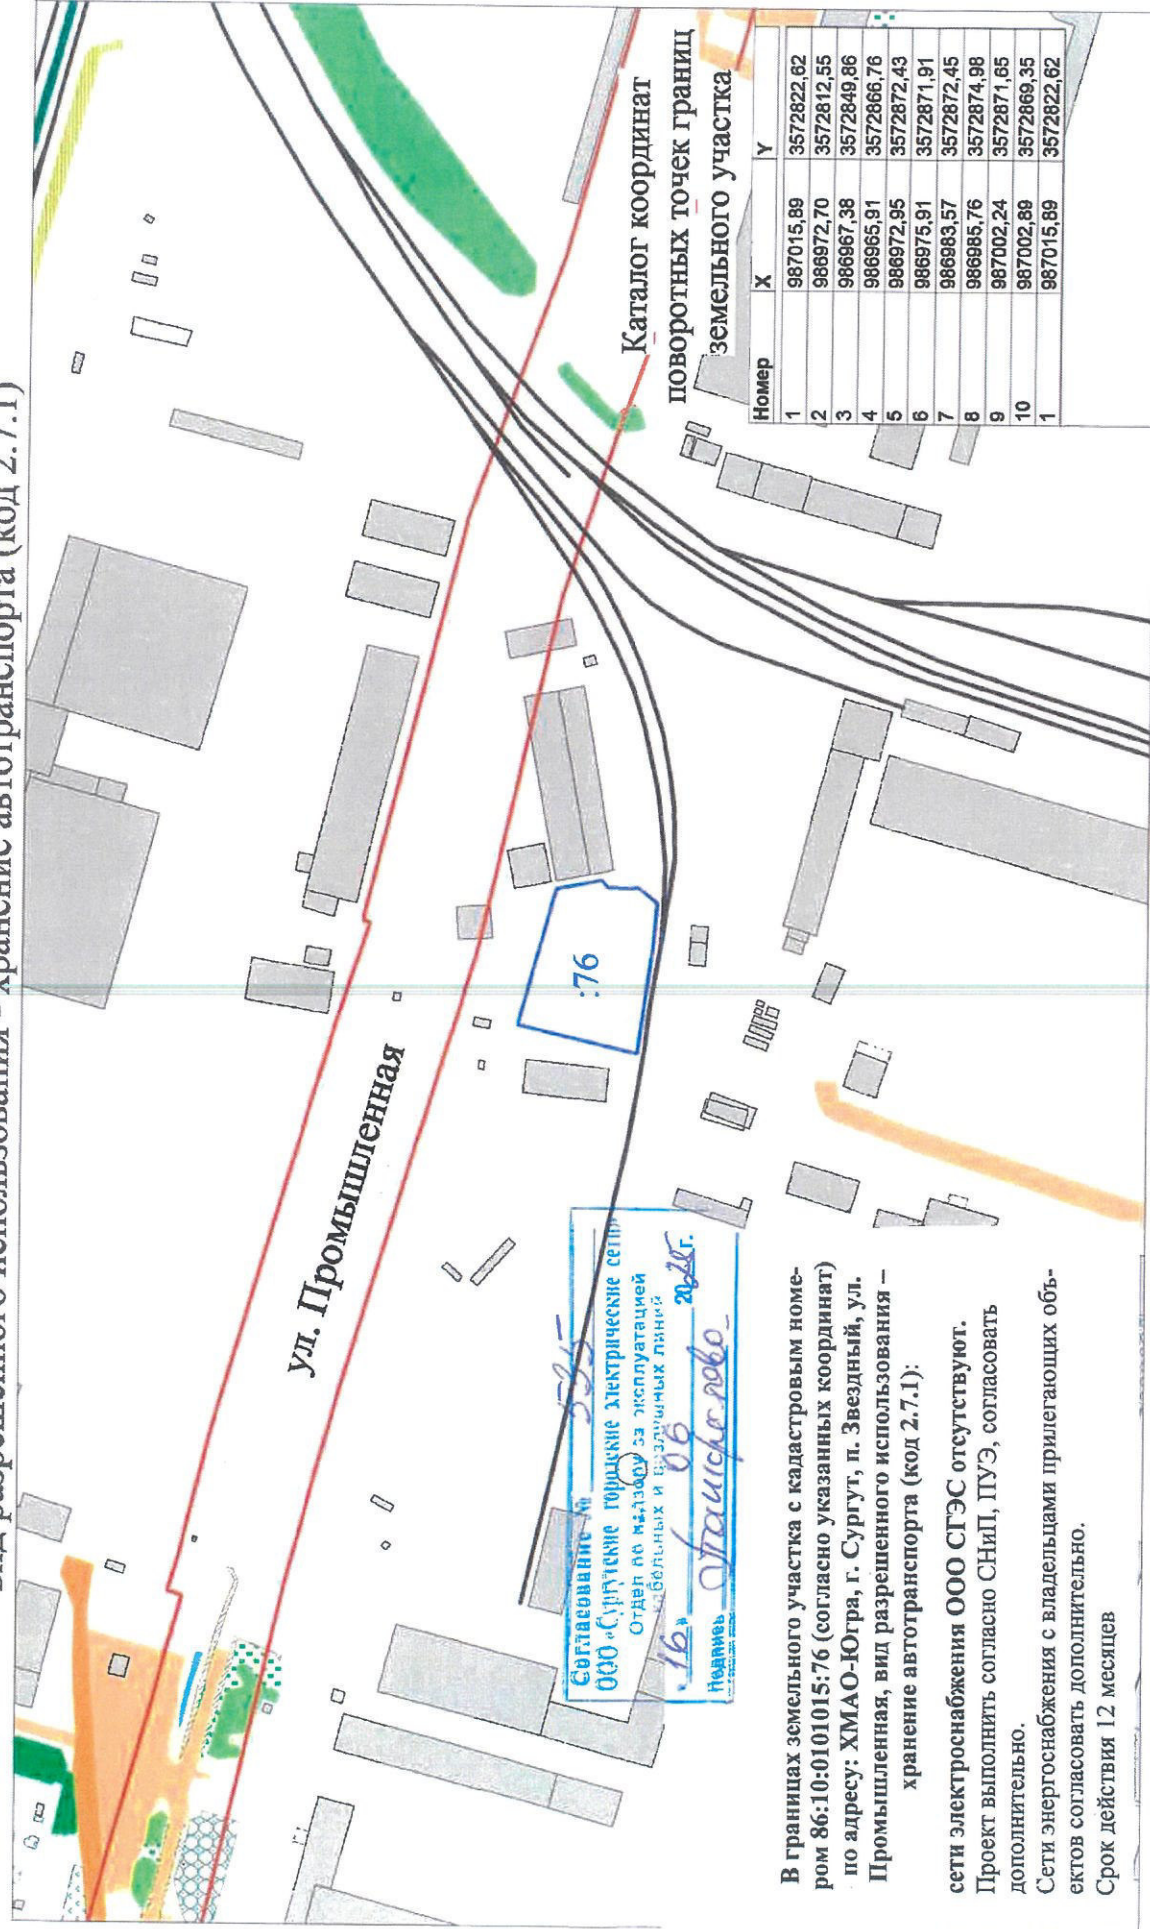 вид разрешенного использования - хранение автотранспорта (код 2.7.1)
ул. Промышленная
:76
Каталог координат
поворотных точек границ
земельного участка
Номер X Y
1 987015,89 3572822,62
2 986972,70 3572812,55
3 986967,38 3572849,86
4 986965,91 3572866,76
5 986972,95 3572872,43
6 986975,91 3572871,91
7 986983,57 3572872,45
8 986985,76 3572874,98
9 987002,24 3572871,65
10 987002,89 3572869,35
1 987015,89 3572822,62
Согласование №
ООО «Сургутские городские электрические сети»
Отдел по надзору за эксплуатацией
кабельных и воздушных линий
"16" 06 2025 г.
Подпись
В границах земельного участка с кадастровым номе-
ром 86:10:0101015:76 (согласно указанных координат)
по адресу: ХМАО-Югра, г. Сургут, п. Звездный, ул.
Промышленная, вид разрешенного использования –
хранение автотранспорта (код 2.7.1):
сети электроснабжения ООО СГЭС отсутствуют.
Проект выполнить согласно СНиП, ПУЭ, согласовать
дополнительно.
Сети энергоснабжения с владельцами прилегающих объ-
ектов согласовать дополнительно.
Срок действия 12 месяцев